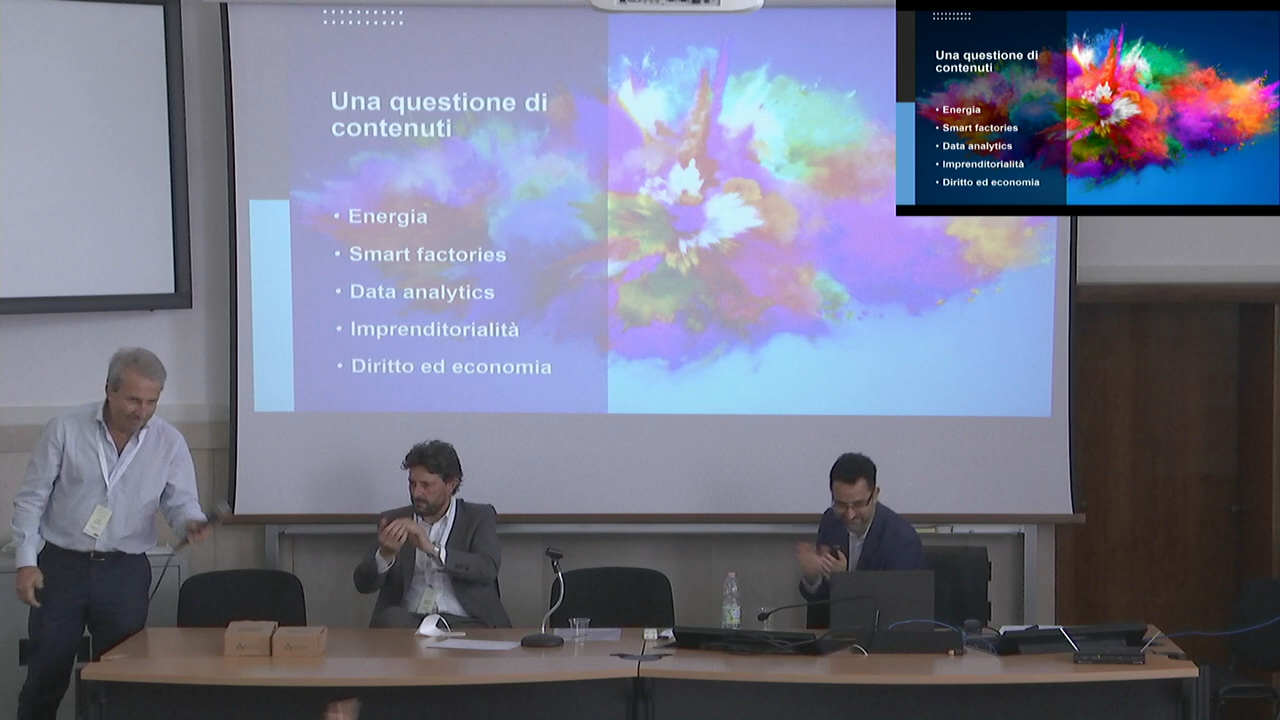 Una questione di
contenuti
• Energia
• Smart factories
• Data analytics
• Imprenditorialità
• Diritto ed economia
Una questione di
contenuti
• Energia
• Smart factories
• Data analytics
• Imprenditorialità
• Diritto ed economia